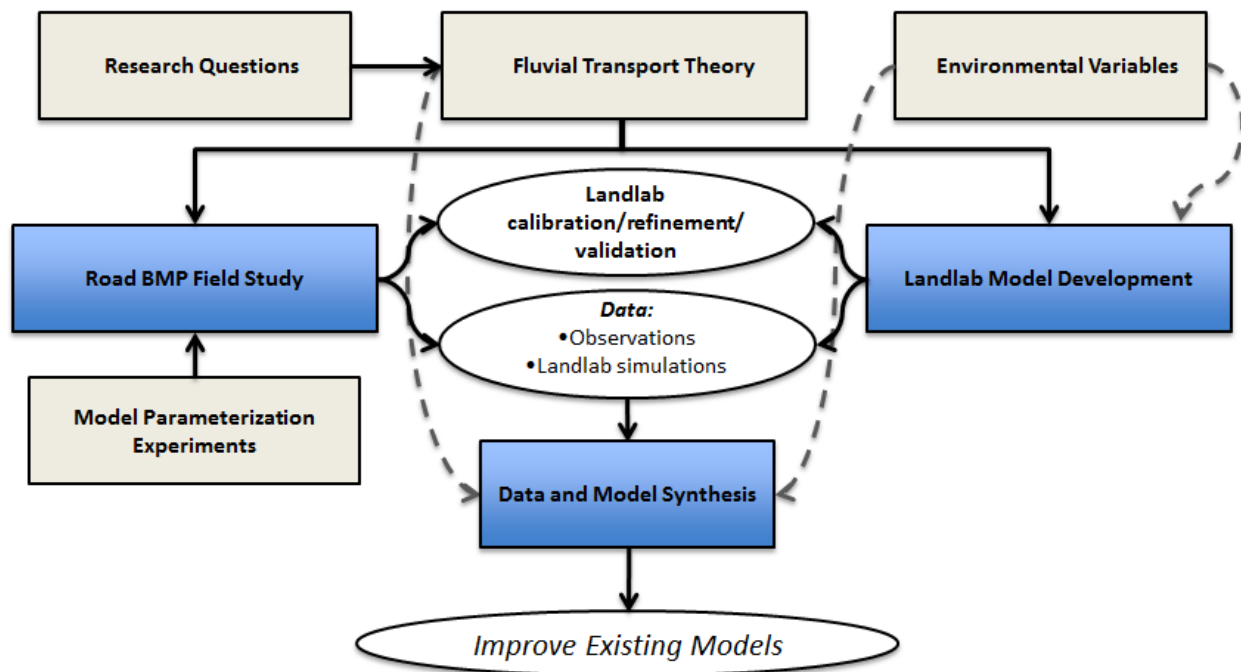 Research Questions
Fluvial Transport Theory
Environmental Variables
Landlab
calibration/refinement/
validation
Road BMP Field Study
Landlab Model Development
Data:
•Observations
•Landlab simulations
Model Parameterization
Experiments
Data and Model Synthesis
Improve Existing Models